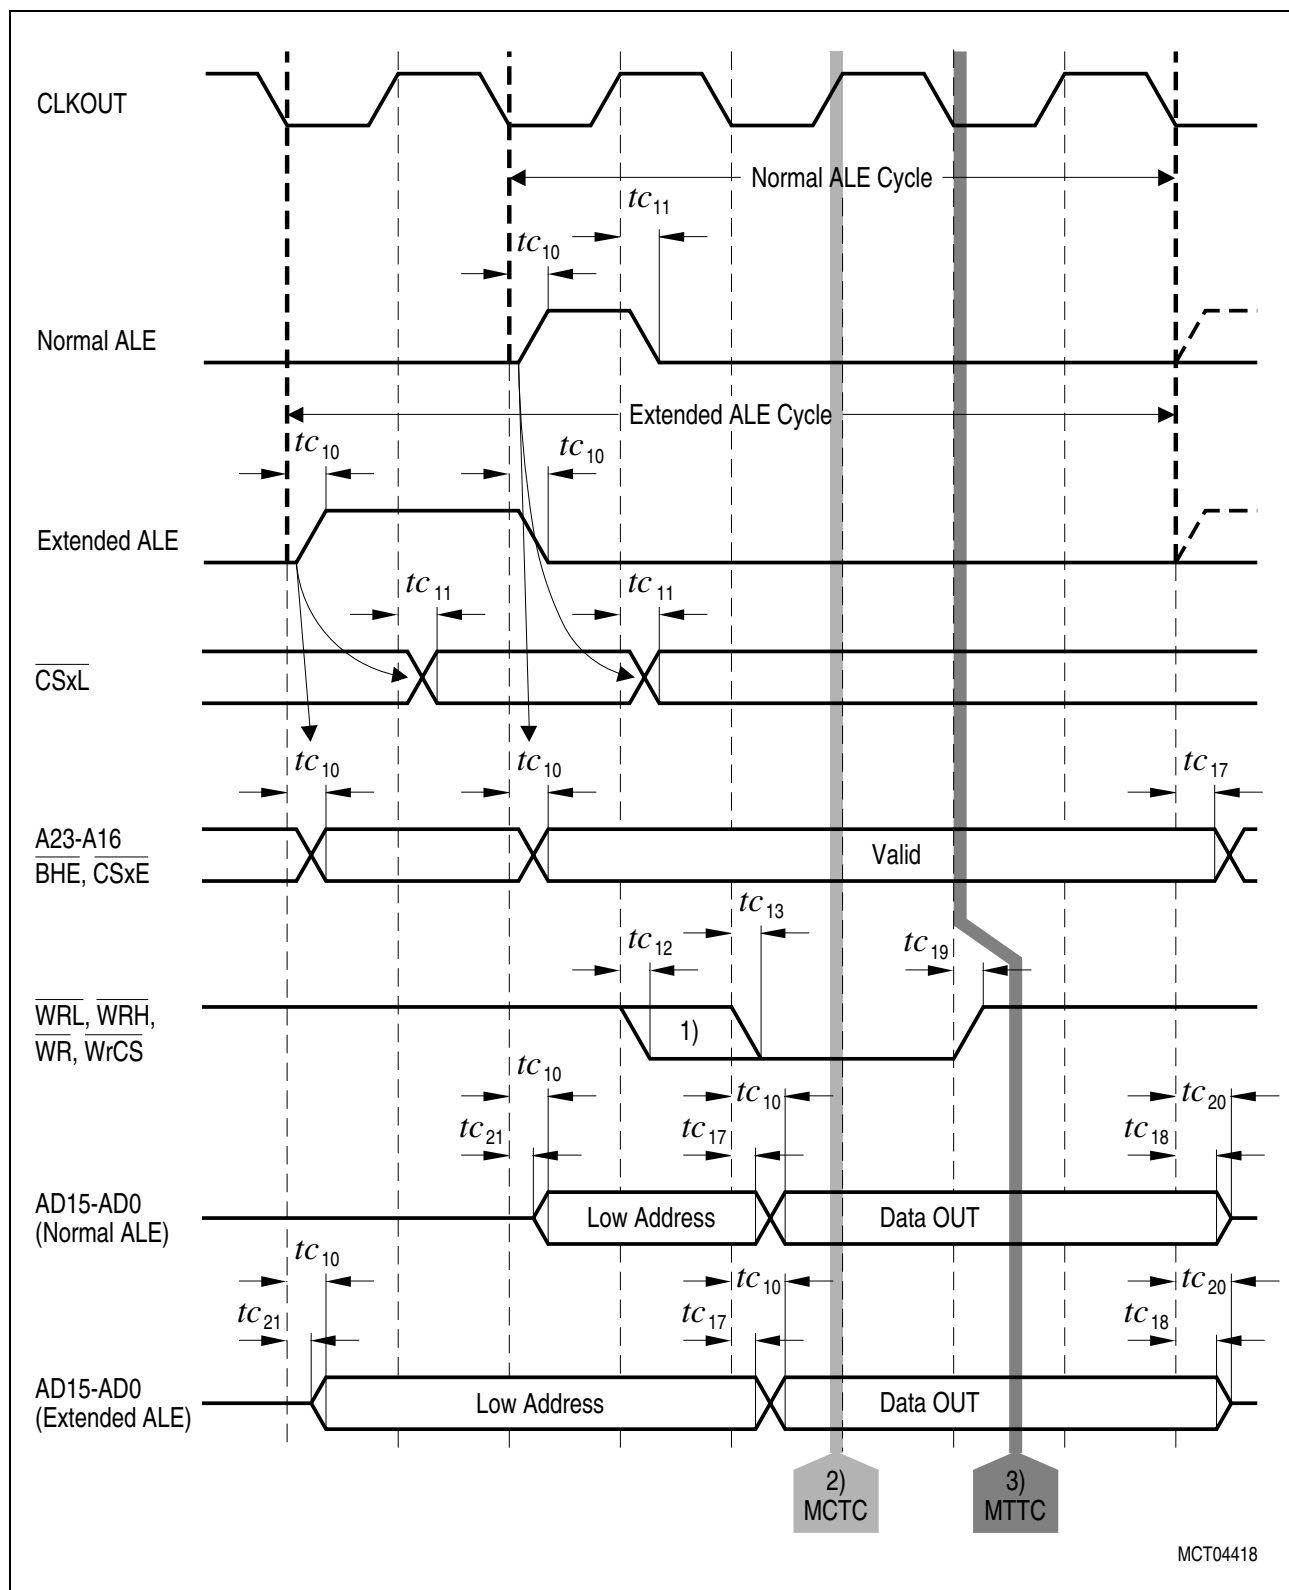 CLKOUT
Normal ALE Cycle
tc11
tc10
Normal ALE
Extended ALE Cycle
tc10
tc10
Extended ALE
tc11
tc11
CSxL
tc10
tc10
tc17
A23-A16
BHE, CSxE
Valid
tc13
tc12
tc19
WRL, WRH,
WR, WrCS
1)
tc10
tc10
tc20
tc21
tc17
tc18
AD15-AD0
(Normal ALE)
Low Address
Data OUT
tc10
tc10
tc20
tc21
tc17
tc18
AD15-AD0
(Extended ALE)
Low Address
Data OUT
2)
MCTC
3)
MTTC
MCT04418